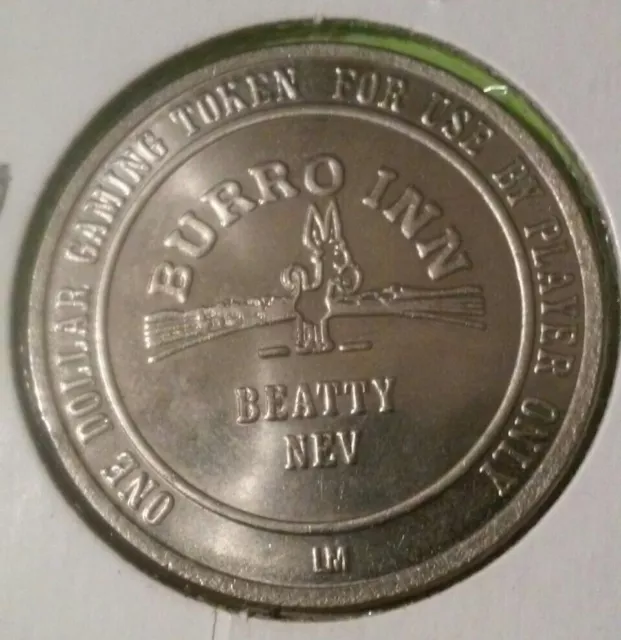 ONE DOLLAR GAMING TOKEN FOR USE BY PLAYER ONLY
BURRO INN
BEATTY
NEV
LM